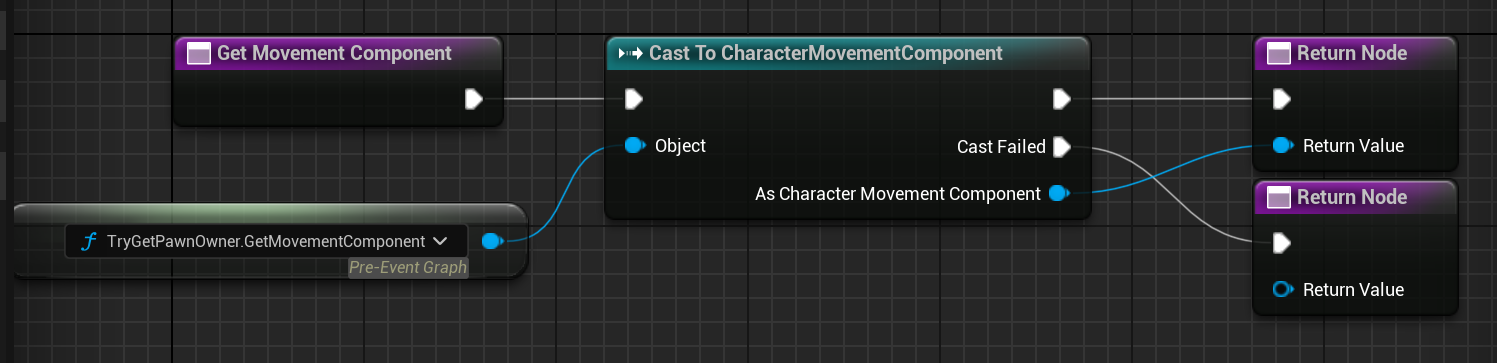 Get Movement Component
Cast To CharacterMovementComponent
Return Node
Object
Cast Failed
Return Value
As Character Movement Component
Return Node
TryGetPawnOwner.GetMovementComponent
Pre-Event Graph
Return Value